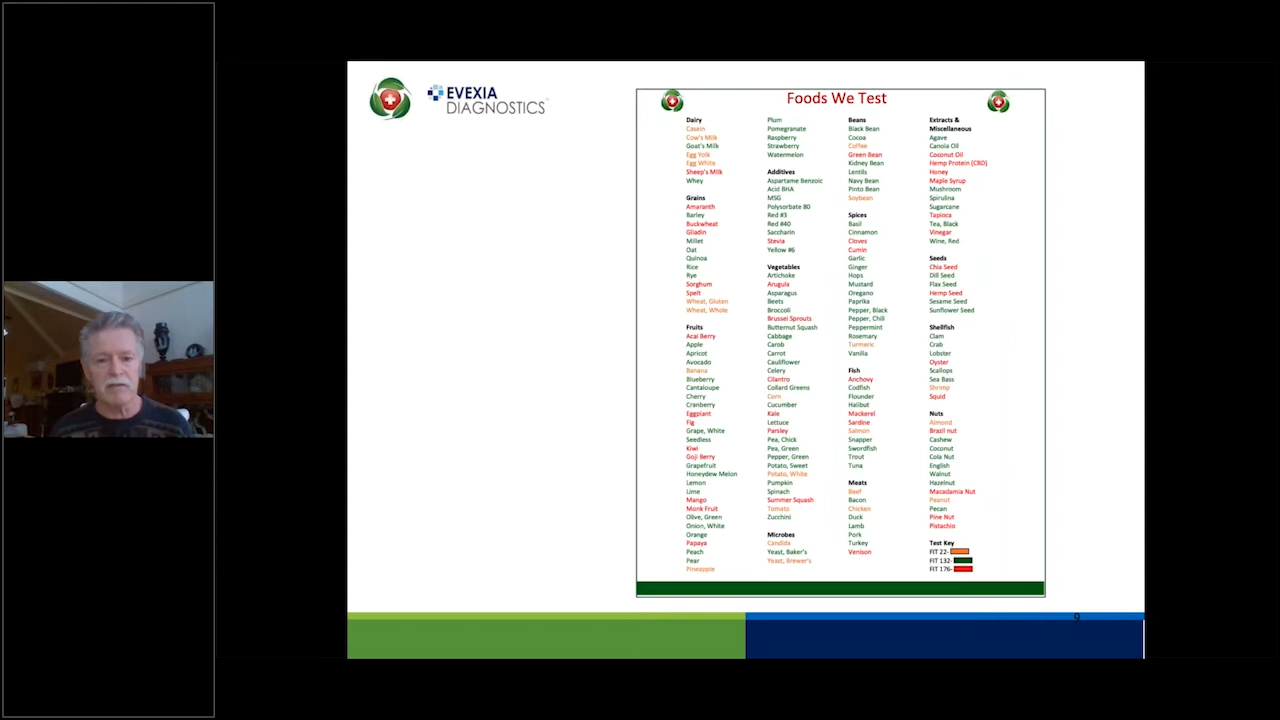 EVEXIA
DIAGNOSTICS
Foods We Test
Dairy
Casein
Cow's Milk
Goat's Milk
Egg Yolk
Egg White
Sheep's Milk
Whey
Grains
Amaranth
Barley
Buckwheat
Gliadin
Millet
Oat
Quinoa
Rice
Rye
Sorghum
Spelt
Wheat, Gluten
Wheat, Whole
Fruits
Acai Berry
Apple
Apricot
Avocado
Banana
Blueberry
Cantaloupe
Cherry
Cranberry
Eggplant
Fig
Grape, White
Seedless
Kiwi
Goji Berry
Grapefruit
Honeydew Melon
Lemon
Lime
Mango
Monk Fruit
Olive, Green
Onion, White
Orange
Papaya
Peach
Pear
Pineapple
Plum
Pomegranate
Raspberry
Strawberry
Watermelon
Additives
Aspartame Benzoic
Acid BHA
MSG
Polysorbate 80
Red #3
Red #40
Saccharin
Stevia
Yellow #6
Vegetables
Artichoke
Arugula
Asparagus
Beets
Broccoli
Brussel Sprouts
Butternut Squash
Cabbage
Carob
Carrot
Cauliflower
Celery
Cilantro
Collard Greens
Corn
Cucumber
Kale
Lettuce
Parsley
Pea, Chick
Pea, Green
Pepper, Green
Potato, Sweet
Potato, White
Pumpkin
Spinach
Summer Squash
Tomato
Zucchini
Microbes
Candida
Yeast, Baker's
Yeast, Brewer's
Beans
Black Bean
Cocoa
Coffee
Green Bean
Kidney Bean
Lentils
Navy Bean
Pinto Bean
Soybean
Spices
Basil
Cinnamon
Cloves
Cumin
Garlic
Ginger
Hops
Mustard
Oregano
Paprika
Pepper, Black
Pepper, Chili
Peppermint
Rosemary
Turmeric
Vanilla
Fish
Anchovy
Codfish
Flounder
Halibut
Mackerel
Sardine
Salmon
Snapper
Swordfish
Trout
Tuna
Meats
Beef
Bacon
Chicken
Duck
Lamb
Pork
Turkey
Venison
Extracts &
Miscellaneous
Agave
Canola Oil
Coconut Oil
Hemp Protein (CBD)
Honey
Maple Syrup
Mushroom
Spirulina
Sugarcane
Tapioca
Tea, Black
Vinegar
Wine, Red
Seeds
Chia Seed
Dill Seed
Flax Seed
Hemp Seed
Sesame Seed
Sunflower Seed
Shellfish
Clam
Crab
Lobster
Oyster
Scallops
Sea Bass
Shrimp
Squid
Nuts
Almond
Brazil nut
Cashew
Coconut
Cola Nut
English
Walnut
Hazelnut
Macadamia Nut
Peanut
Pecan
Pine Nut
Pistachio
Test Key
FIT 22-
FIT 132-
FIT 176-
9